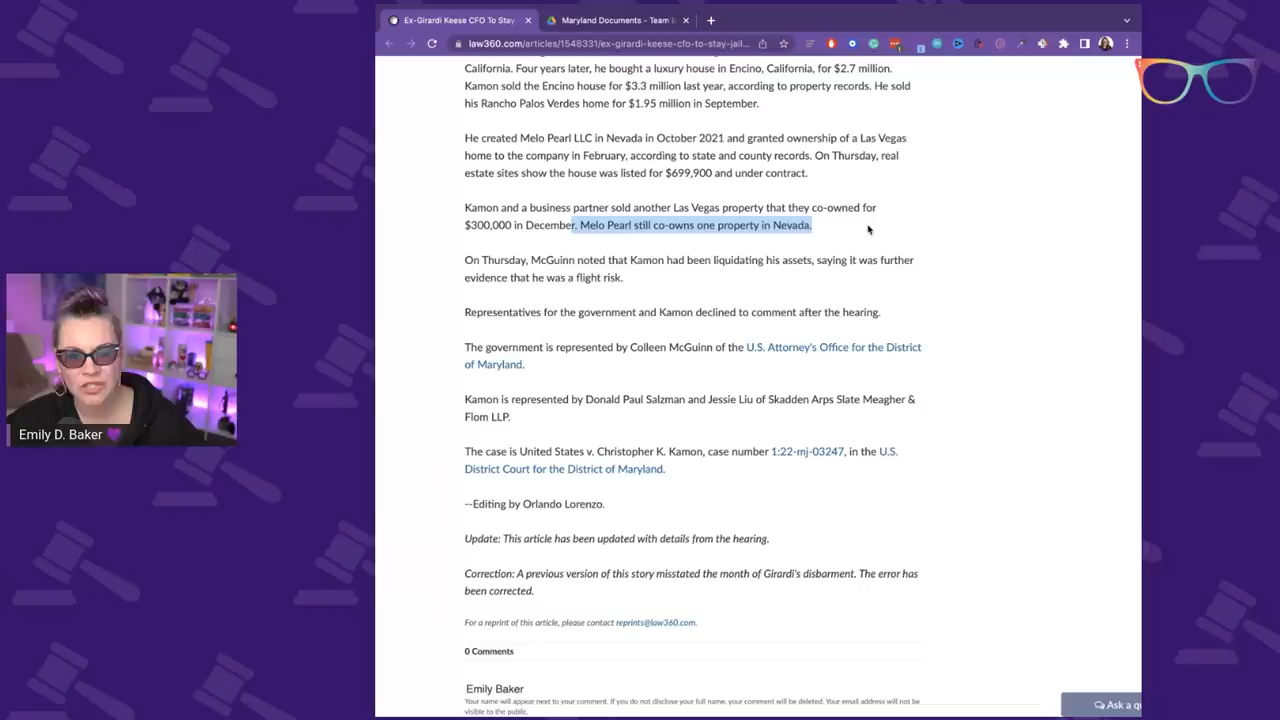 Ex-Girardi Keese CFO To Stay
Maryland Documents - Team
law360.com/articles/1548331/ex-girardi-keese-cfo-to-stay-jail...
California. Four years later, he bought a luxury house in Encino, California, for $2.7 million.
Kamon sold the Encino house for $3.3 million last year, according to property records. He sold
his Rancho Palos Verdes home for $1.95 million in September.
He created Melo Pearl LLC in Nevada in October 2021 and granted ownership of a Las Vegas
home to the company in February, according to state and county records. On Thursday, real
estate sites show the house was listed for $699,900 and under contract.
Kamon and a business partner sold another Las Vegas property that they co-owned for
$300,000 in December. Melo Pearl still co-owns one property in Nevada.
On Thursday, McGuinn noted that Kamon had been liquidating his assets, saying it was further
evidence that he was a flight risk.
Representatives for the government and Kamon declined to comment after the hearing.
The government is represented by Colleen McGuinn of the U.S. Attorney's Office for the District
of Maryland.
Kamon is represented by Donald Paul Salzman and Jessie Liu of Skadden Arps Slate Meagher &
Flom LLP.
The case is United States v. Christopher K. Kamon, case number 1:22-mj-03247, in the U.S.
District Court for the District of Maryland.
--Editing by Orlando Lorenzo.
Update: This article has been updated with details from the hearing.
Correction: A previous version of this story misstated the month of Girardi's disbarment. The error has
been corrected.
For a reprint of this article, please contact reprints@law360.com.
0 Comments
Emily Baker
Your name will appear next to your comment. If you do not disclose your full name, your comment will be deleted. Your email address will not be
visible to the public.
Ask a
Emily D. Baker